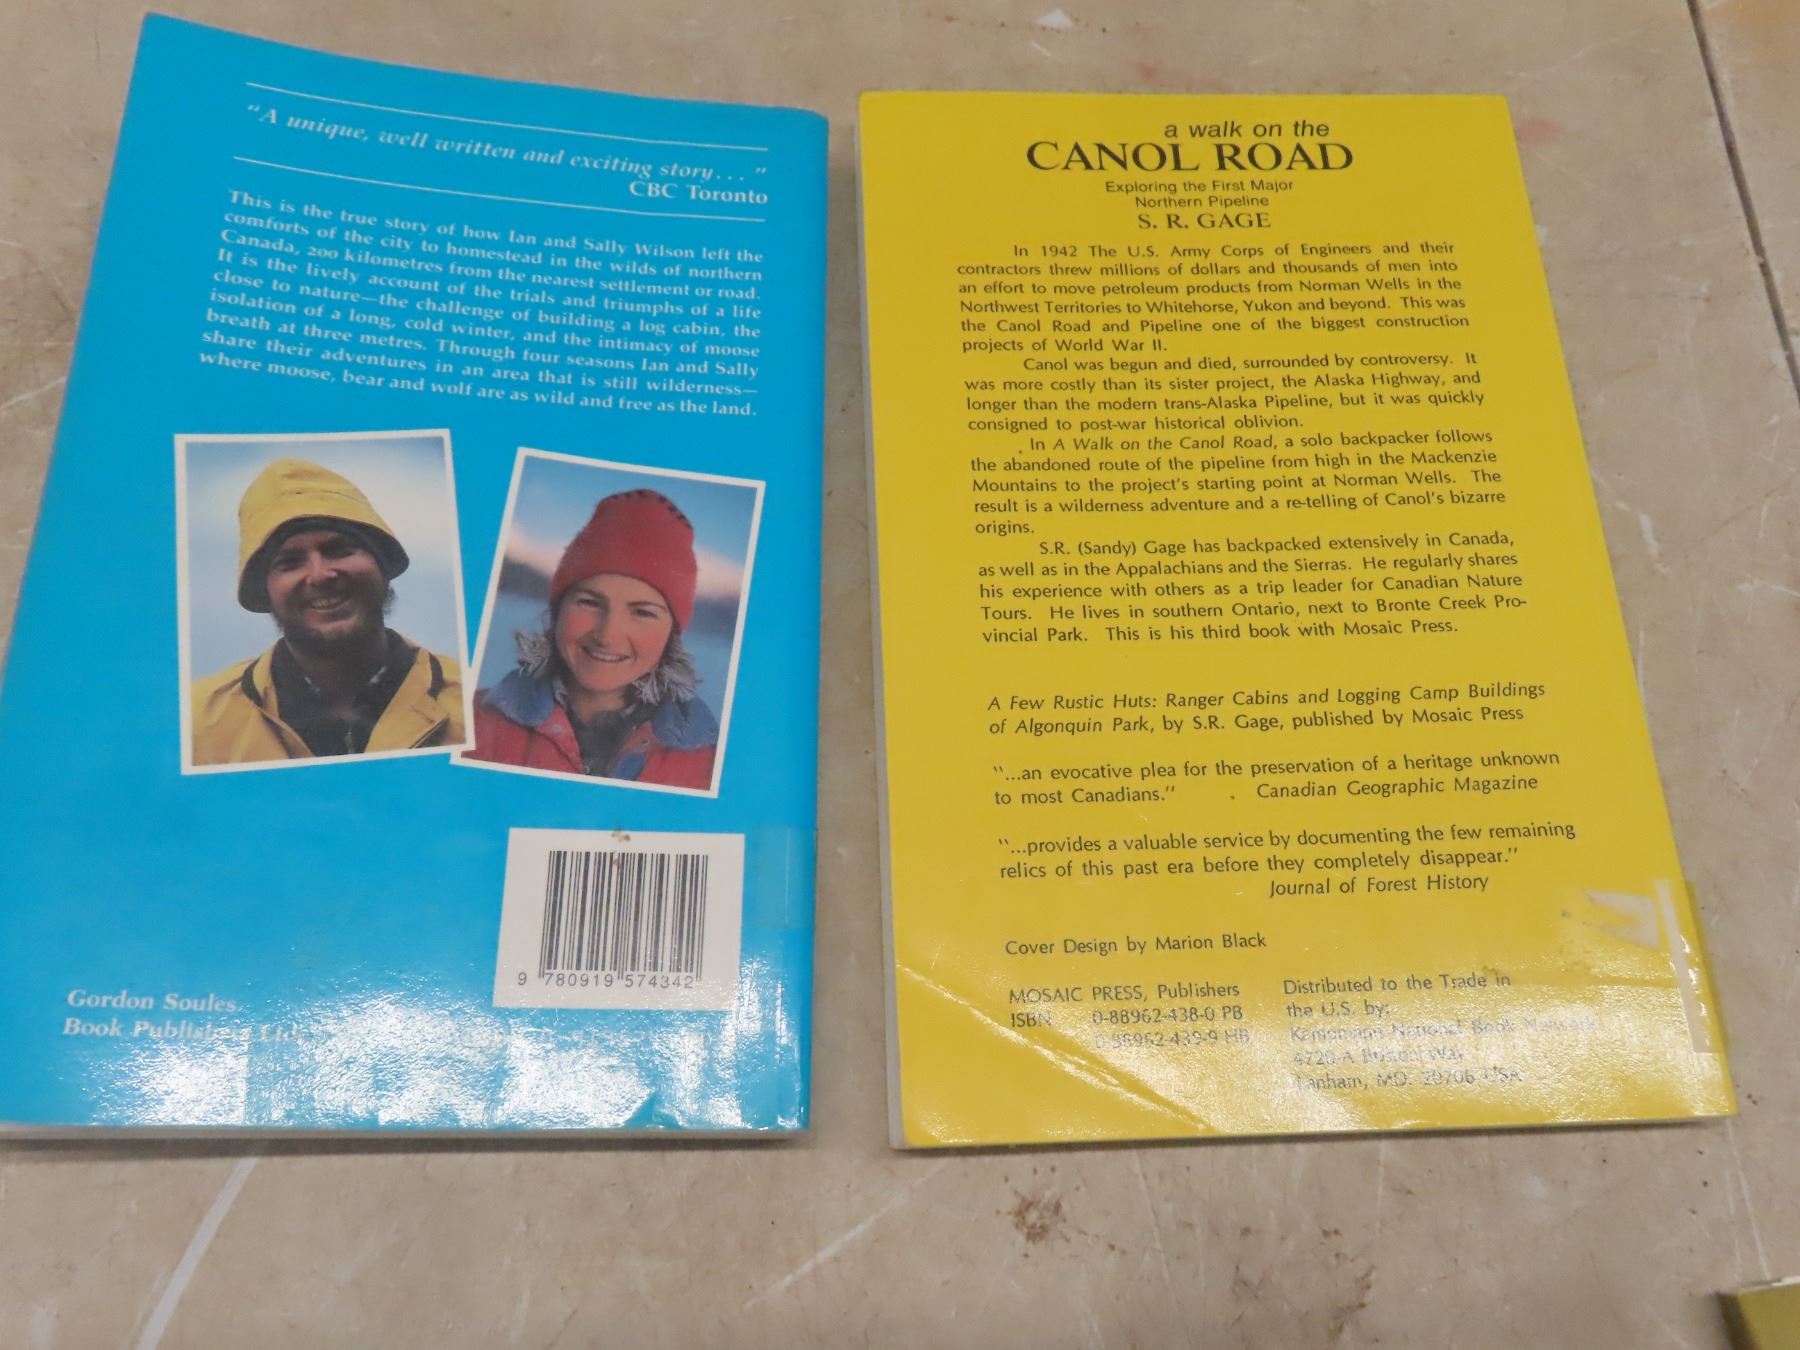 "A unique, well written and exciting story... "
CBC Toronto
This is the true story of how Ian and Sally Wilson left the
comforts of the city to homestead in the wilds of northern
Canada, 200 kilometres from the nearest settlement or road.
It is the lively account of the trials and triumphs of a life
close to nature—the challenge of building a log cabin, the
isolation of a long, cold winter, and the intimacy of moose
breath at three metres. Through four seasons Ian and Sally
share their adventures in an area that is still wilderness—
where moose, bear and wolf are as wild and free as the land.
9 780919 574342
Gordon Soules
Book Publishers Ltd.
a walk on the
CANOL ROAD
Exploring the First Major
Northern Pipeline
S. R. GAGE
In 1942 The U.S. Army Corps of Engineers and their
contractors threw millions of dollars and thousands of men into
an effort to move petroleum products from Norman Wells in the
Northwest Territories to Whitehorse, Yukon and beyond. This was
the Canol Road and Pipeline one of the biggest construction
projects of World War II.
Canol was begun and died, surrounded by controversy. It
was more costly than its sister project, the Alaska Highway, and
longer than the modern trans-Alaska Pipeline, but it was quickly
consigned to post-war historical oblivion.
In A Walk on the Canol Road, a solo backpacker follows
the abandoned route of the pipeline from high in the Mackenzie
Mountains to the project's starting point at Norman Wells. The
result is a wilderness adventure and a re-telling of Canol's bizarre
origins.
S.R. (Sandy) Gage has backpacked extensively in Canada,
as well as in the Appalachians and the Sierras. He regularly shares
his experience with others as a trip leader for Canadian Nature
Tours. He lives in southern Ontario, next to Bronte Creek Pro-
vincial Park. This is his third book with Mosaic Press.
A Few Rustic Huts: Ranger Cabins and Logging Camp Buildings
of Algonquin Park, by S.R. Gage, published by Mosaic Press
"...an evocative plea for the preservation of a heritage unknown
to most Canadians." Canadian Geographic Magazine
"...provides a valuable service by documenting the few remaining
relics of this past era before they completely disappear."
Journal of Forest History
Cover Design by Marion Black
MOSAIC PRESS, Publishers
ISBN 0-88962-438-0 PB
0-88962-439-9 HB
Distributed to the Trade in
the U.S. by:
National Book Network
4720-A Boston Way
Lanham, MD. 20706 USA